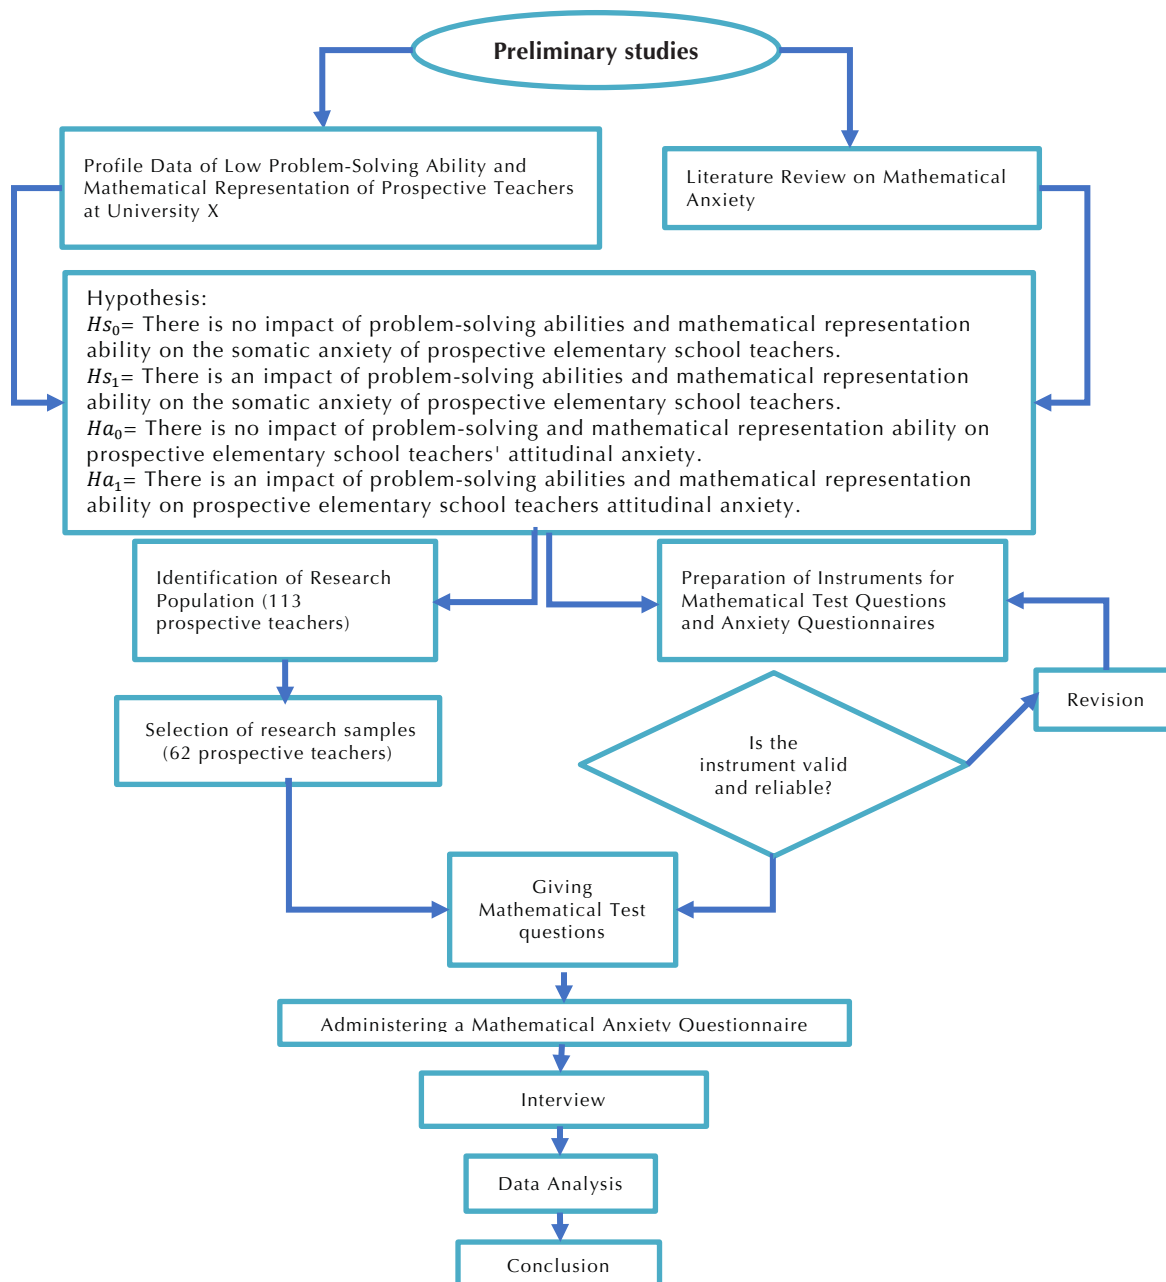 Preliminary studies
Profile Data of Low Problem-Solving Ability and
Mathematical Representation of Prospective Teachers
at University X
Literature Review on Mathematical
Anxiety
Hypothesis:
Hs₀= There is no impact of problem-solving abilities and mathematical representation
ability on the somatic anxiety of prospective elementary school teachers.
Hs₁= There is an impact of problem-solving abilities and mathematical representation
ability on the somatic anxiety of prospective elementary school teachers.
Ha₀= There is no impact of problem-solving and mathematical representation ability on
prospective elementary school teachers' attitudinal anxiety.
Ha₁= There is an impact of problem-solving abilities and mathematical representation
ability on prospective elementary school teachers attitudinal anxiety.
Identification of Research
Population (113
prospective teachers)
Preparation of Instruments for
Mathematical Test Questions
and Anxiety Questionnaires
Selection of research samples
(62 prospective teachers)
Is the
instrument valid
and reliable?
Revision
Giving
Mathematical Test
questions
Administering a Mathematical Anxiety Questionnaire
Interview
Data Analysis
Conclusion